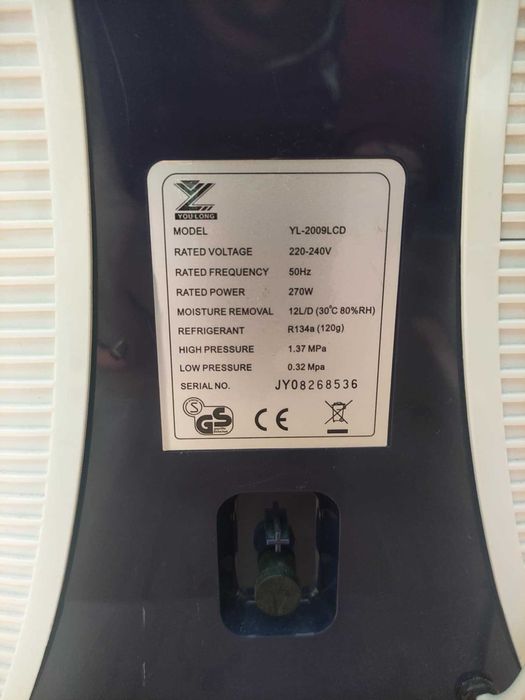 YOU LONG
MODEL YL-2009LCD
RATED VOLTAGE 220-240V
RATED FREQUENCY 50Hz
RATED POWER 270W
MOISTURE REMOVAL 12L/D (30℃ 80%RH)
REFRIGERANT R134a (120g)
HIGH PRESSURE 1.37 MPa
LOW PRESSURE 0.32 Mpa
SERIAL NO. JY08268536
S GS CE